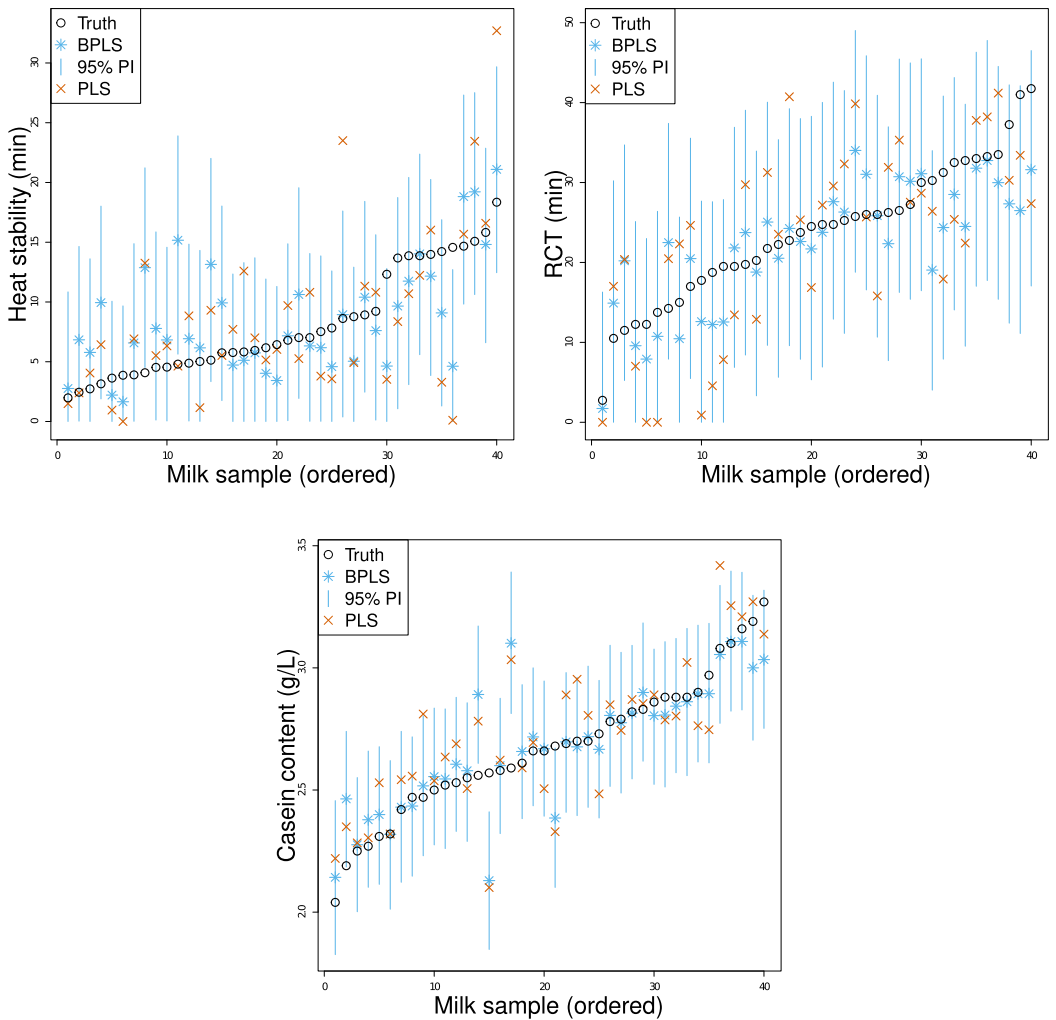 Truth
BPLS
95% PI
PLS
Heat stability (min)
0
5
10
15
20
25
30
0
10
20
30
40
Milk sample (ordered)
Truth
BPLS
95% PI
PLS
RCT (min)
0
10
20
30
40
50
0
10
20
30
40
Milk sample (ordered)
Truth
BPLS
95% PI
PLS
Casein content (g/L)
2.0
2.5
3.0
3.5
0
10
20
30
40
Milk sample (ordered)